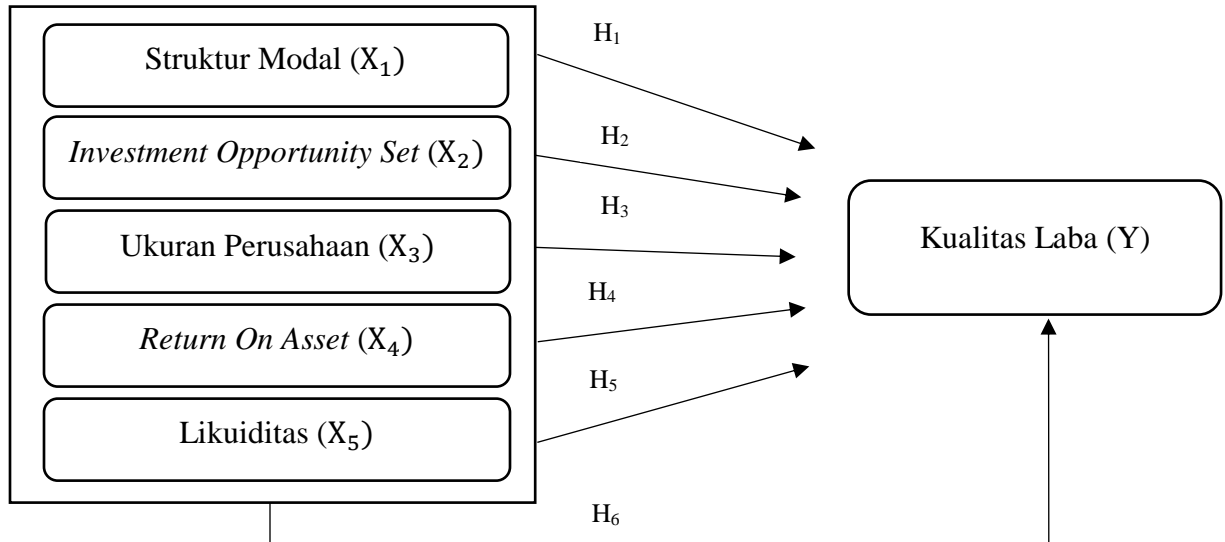 Struktur Modal (X₁)
Investment Opportunity Set (X₂)
Ukuran Perusahaan (X₃)
Return On Asset (X₄)
Likuiditas (X₅)
H₁
H₂
H₃
H₄
H₅
H₆
Kualitas Laba (Y)